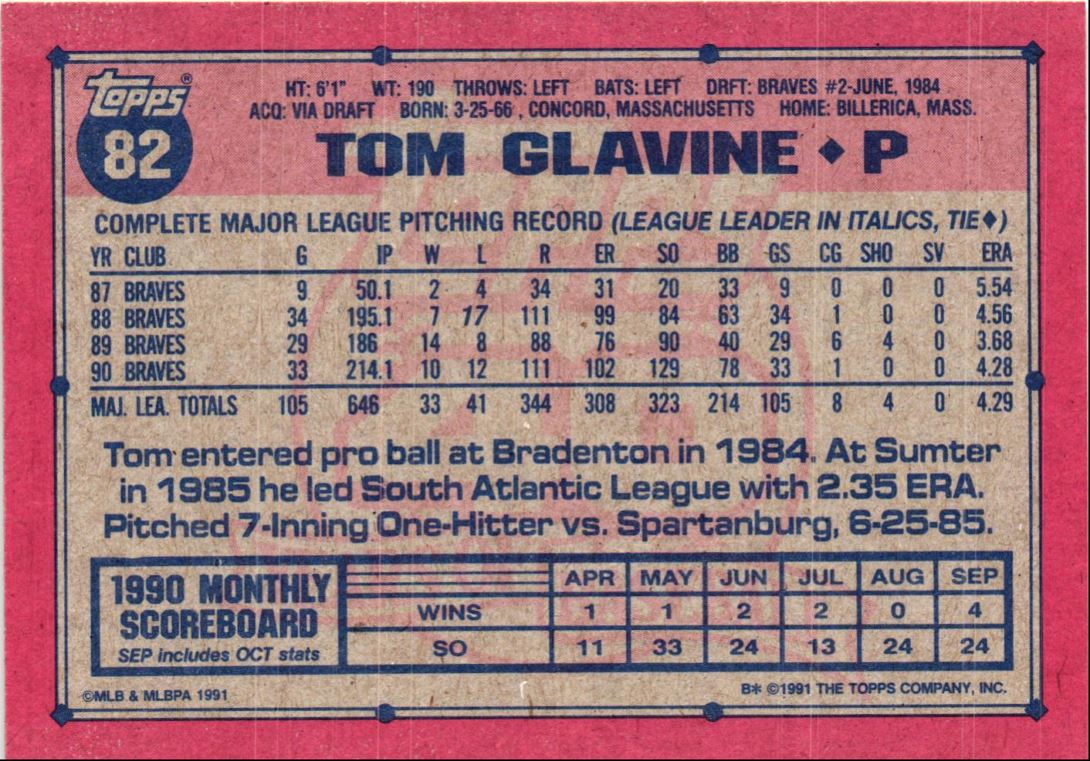 Topps®
82
HT: 6'1" WT: 190 THROWS: LEFT BATS: LEFT DRFT: BRAVES #2-JUNE, 1984
ACQ: VIA DRAFT BORN: 3-25-66 , CONCORD, MASSACHUSETTS HOME: BILLERICA, MASS.
TOM GLAVINE ♦ P
COMPLETE MAJOR LEAGUE PITCHING RECORD (LEAGUE LEADER IN ITALICS, TIE♦)
YR CLUB G IP W L R ER SO BB GS CG SHO SV ERA
87 BRAVES 9 50.1 2 4 34 31 20 33 9 0 0 0 5.54
88 BRAVES 34 195.1 7 17 111 99 84 63 34 1 0 0 4.56
89 BRAVES 29 186 14 8 88 76 90 40 29 6 4 0 3.68
90 BRAVES 33 214.1 10 12 111 102 129 78 33 1 0 0 4.28
MAJ. LEA. TOTALS 105 646 33 41 344 308 323 214 105 8 4 0 4.29
Tom entered pro ball at Bradenton in 1984. At Sumter
in 1985 he led South Atlantic League with 2.35 ERA.
Pitched 7-Inning One-Hitter vs. Spartanburg, 6-25-85.
1990 MONTHLY
SCOREBOARD
SEP includes OCT stats
APR MAY JUN JUL AUG SEP
WINS 1 1 2 2 0 4
SO 11 33 24 13 24 24
©MLB & MLBPA 1991
B* ©1991 THE TOPPS COMPANY, INC.